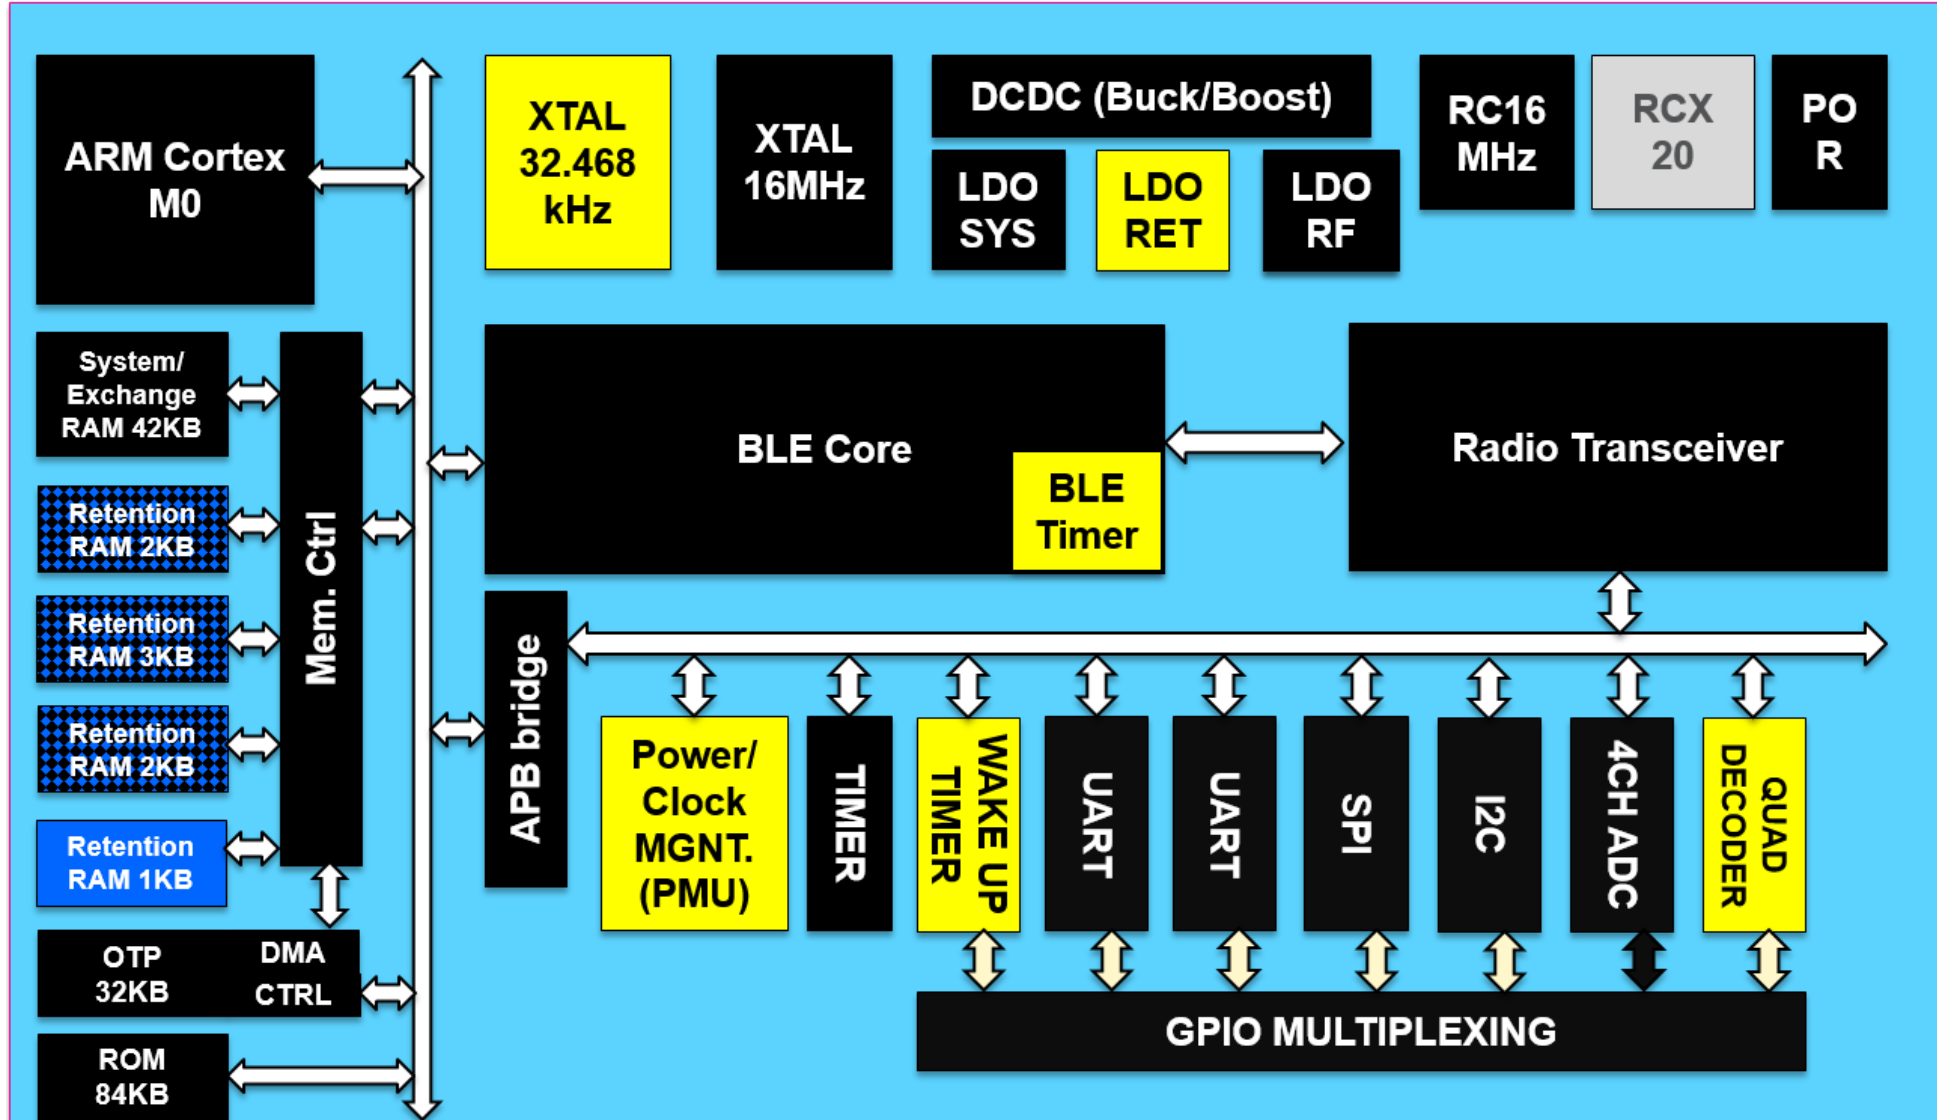 ARM Cortex
M0
XTAL
32.468
kHz
XTAL
16MHz
DCDC (Buck/Boost)
LDO
SYS
LDO
RET
LDO
RF
RC16
MHz
RCX
20
PO
R
System/
Exchange
RAM 42KB
Retention
RAM 2KB
Retention
RAM 3KB
Retention
RAM 2KB
Retention
RAM 1KB
Mem. Ctrl
OTP
32KB
DMA
CTRL
ROM
84KB
BLE Core
BLE
Timer
Radio Transceiver
APB bridge
Power/
Clock
MGNT.
(PMU)
TIMER
WAKE UP
TIMER
UART
UART
SPI
I2C
4CH ADC
QUAD
DECODER
GPIO MULTIPLEXING